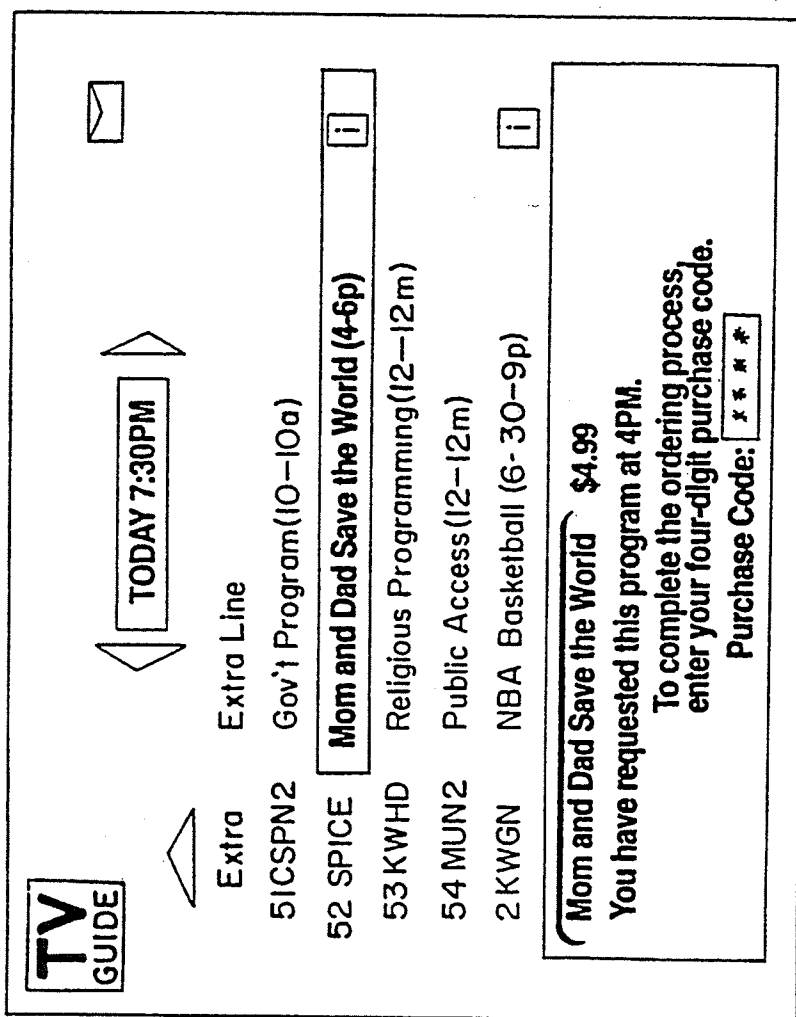 TV
GUIDE
TODAY 7:30PM
Extra Extra Line
51CSPN2 Gov't Program(10-10a)
52 SPICE Mom and Dad Save the World (4-6p) i
53 KWHD Religious Programming(12-12m)
54 MUN2 Public Access(12-12m)
2 KWGN NBA Basketball (6-30-9p) i
Mom and Dad Save the World $4.99
You have requested this program at 4PM.
To complete the ordering process,
enter your four-digit purchase code.
Purchase Code: * * * *